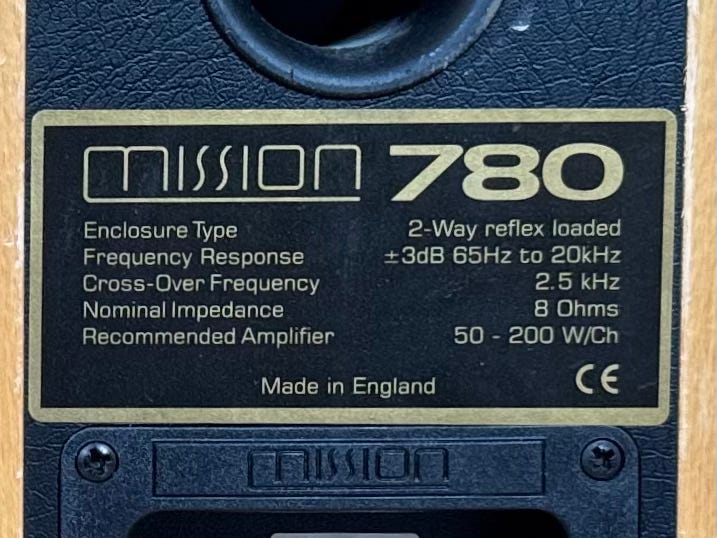 mission 780
Enclosure Type 2-Way reflex loaded
Frequency Response ±3dB 65Hz to 20kHz
Cross-Over Frequency 2.5 kHz
Nominal Impedance 8 Ohms
Recommended Amplifier 50 - 200 W/Ch
Made in England CE
mission